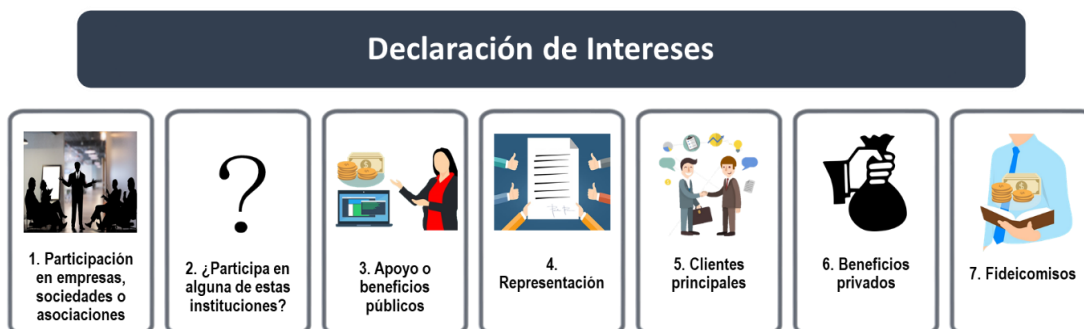 Declaración de Intereses
1. Participación
en empresas,
sociedades o
asociaciones
2. ¿Participa en
alguna de estas
instituciones?
3. Apoyo o
beneficios
públicos
4.
Representación
5. Clientes
principales
6. Beneficios
privados
7. Fideicomisos